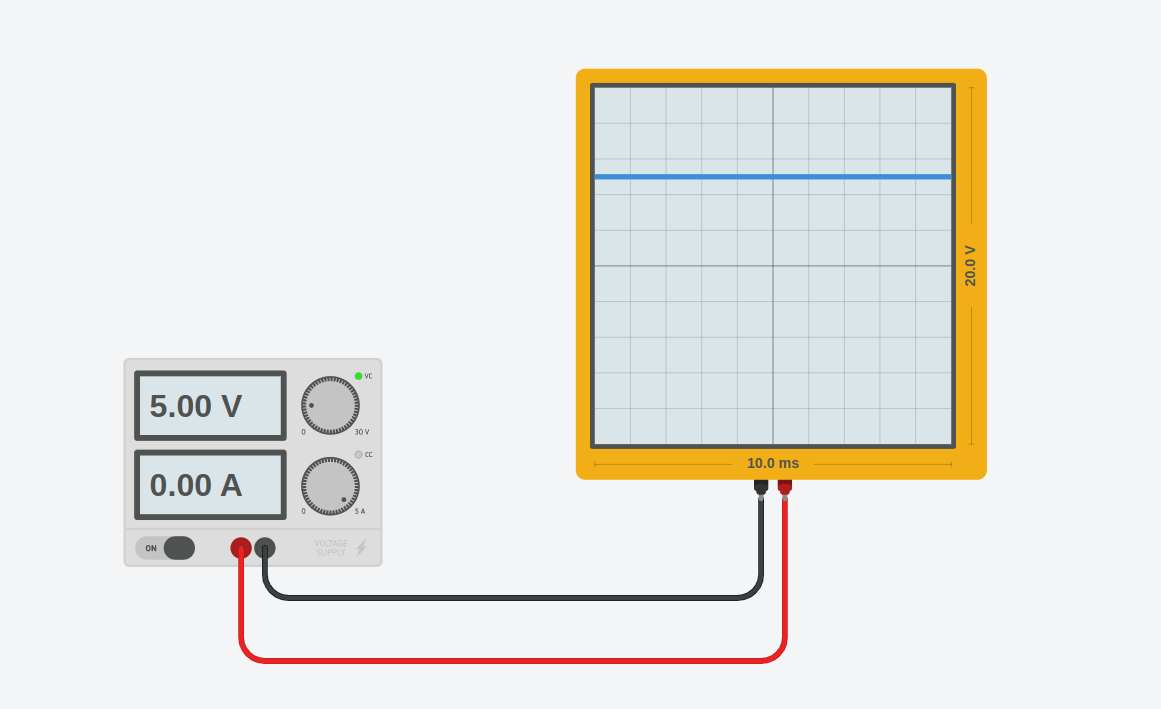 20.0 V
10.0 ms
5.00 V
VC
0
30 V
0.00 A
CC
0
5 A
ON
VOLTAGE
SUPPLY